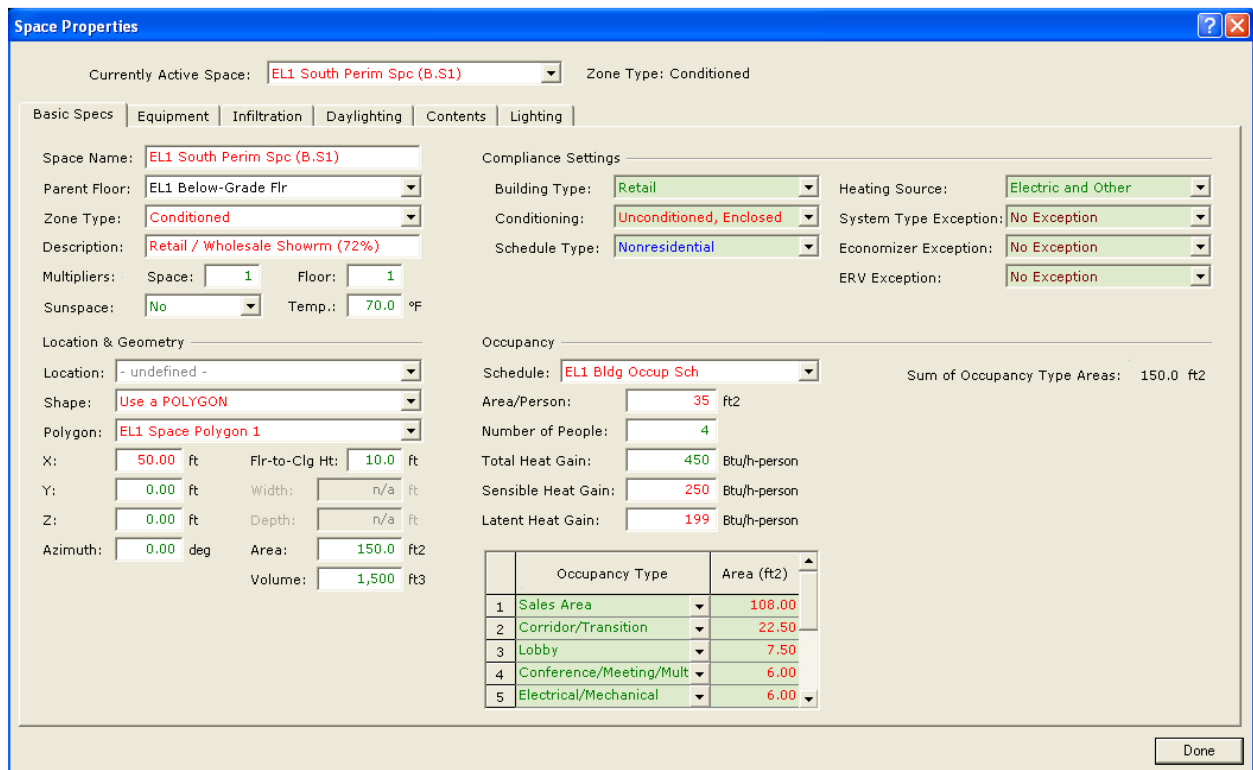 Space Properties
Currently Active Space: EL1 South Perim Spc (B.S1) Zone Type: Conditioned
Basic Specs Equipment Infiltration Daylighting Contents Lighting
Space Name: EL1 South Perim Spc (B.S1)
Parent Floor: EL1 Below-Grade Flr
Zone Type: Conditioned
Description: Retail / Wholesale Showrm (72%)
Multipliers: Space: 1 Floor: 1
Sunspace: No Temp.: 70.0 ºF
Compliance Settings
Building Type: Retail Heating Source: Electric and Other
Conditioning: Unconditioned, Enclosed System Type Exception: No Exception
Schedule Type: Nonresidential Economizer Exception: No Exception
ERV Exception: No Exception
Location & Geometry
Location: - undefined -
Shape: Use a POLYGON
Polygon: EL1 Space Polygon 1
X: 50.00 ft Flr-to-Clg Ht: 10.0 ft
Y: 0.00 ft Width: n/a ft
Z: 0.00 ft Depth: n/a ft
Azimuth: 0.00 deg Area: 150.0 ft2
Volume: 1,500 ft3
Occupancy
Schedule: EL1 Bldg Occup Sch Sum of Occupancy Type Areas: 150.0 ft2
Area/Person: 35 ft2
Number of People: 4
Total Heat Gain: 450 Btu/h-person
Sensible Heat Gain: 250 Btu/h-person
Latent Heat Gain: 199 Btu/h-person
Occupancy Type Area (ft2)
1 Sales Area 108.00
2 Corridor/Transition 22.50
3 Lobby 7.50
4 Conference/Meeting/Mult 6.00
5 Electrical/Mechanical 6.00
Done